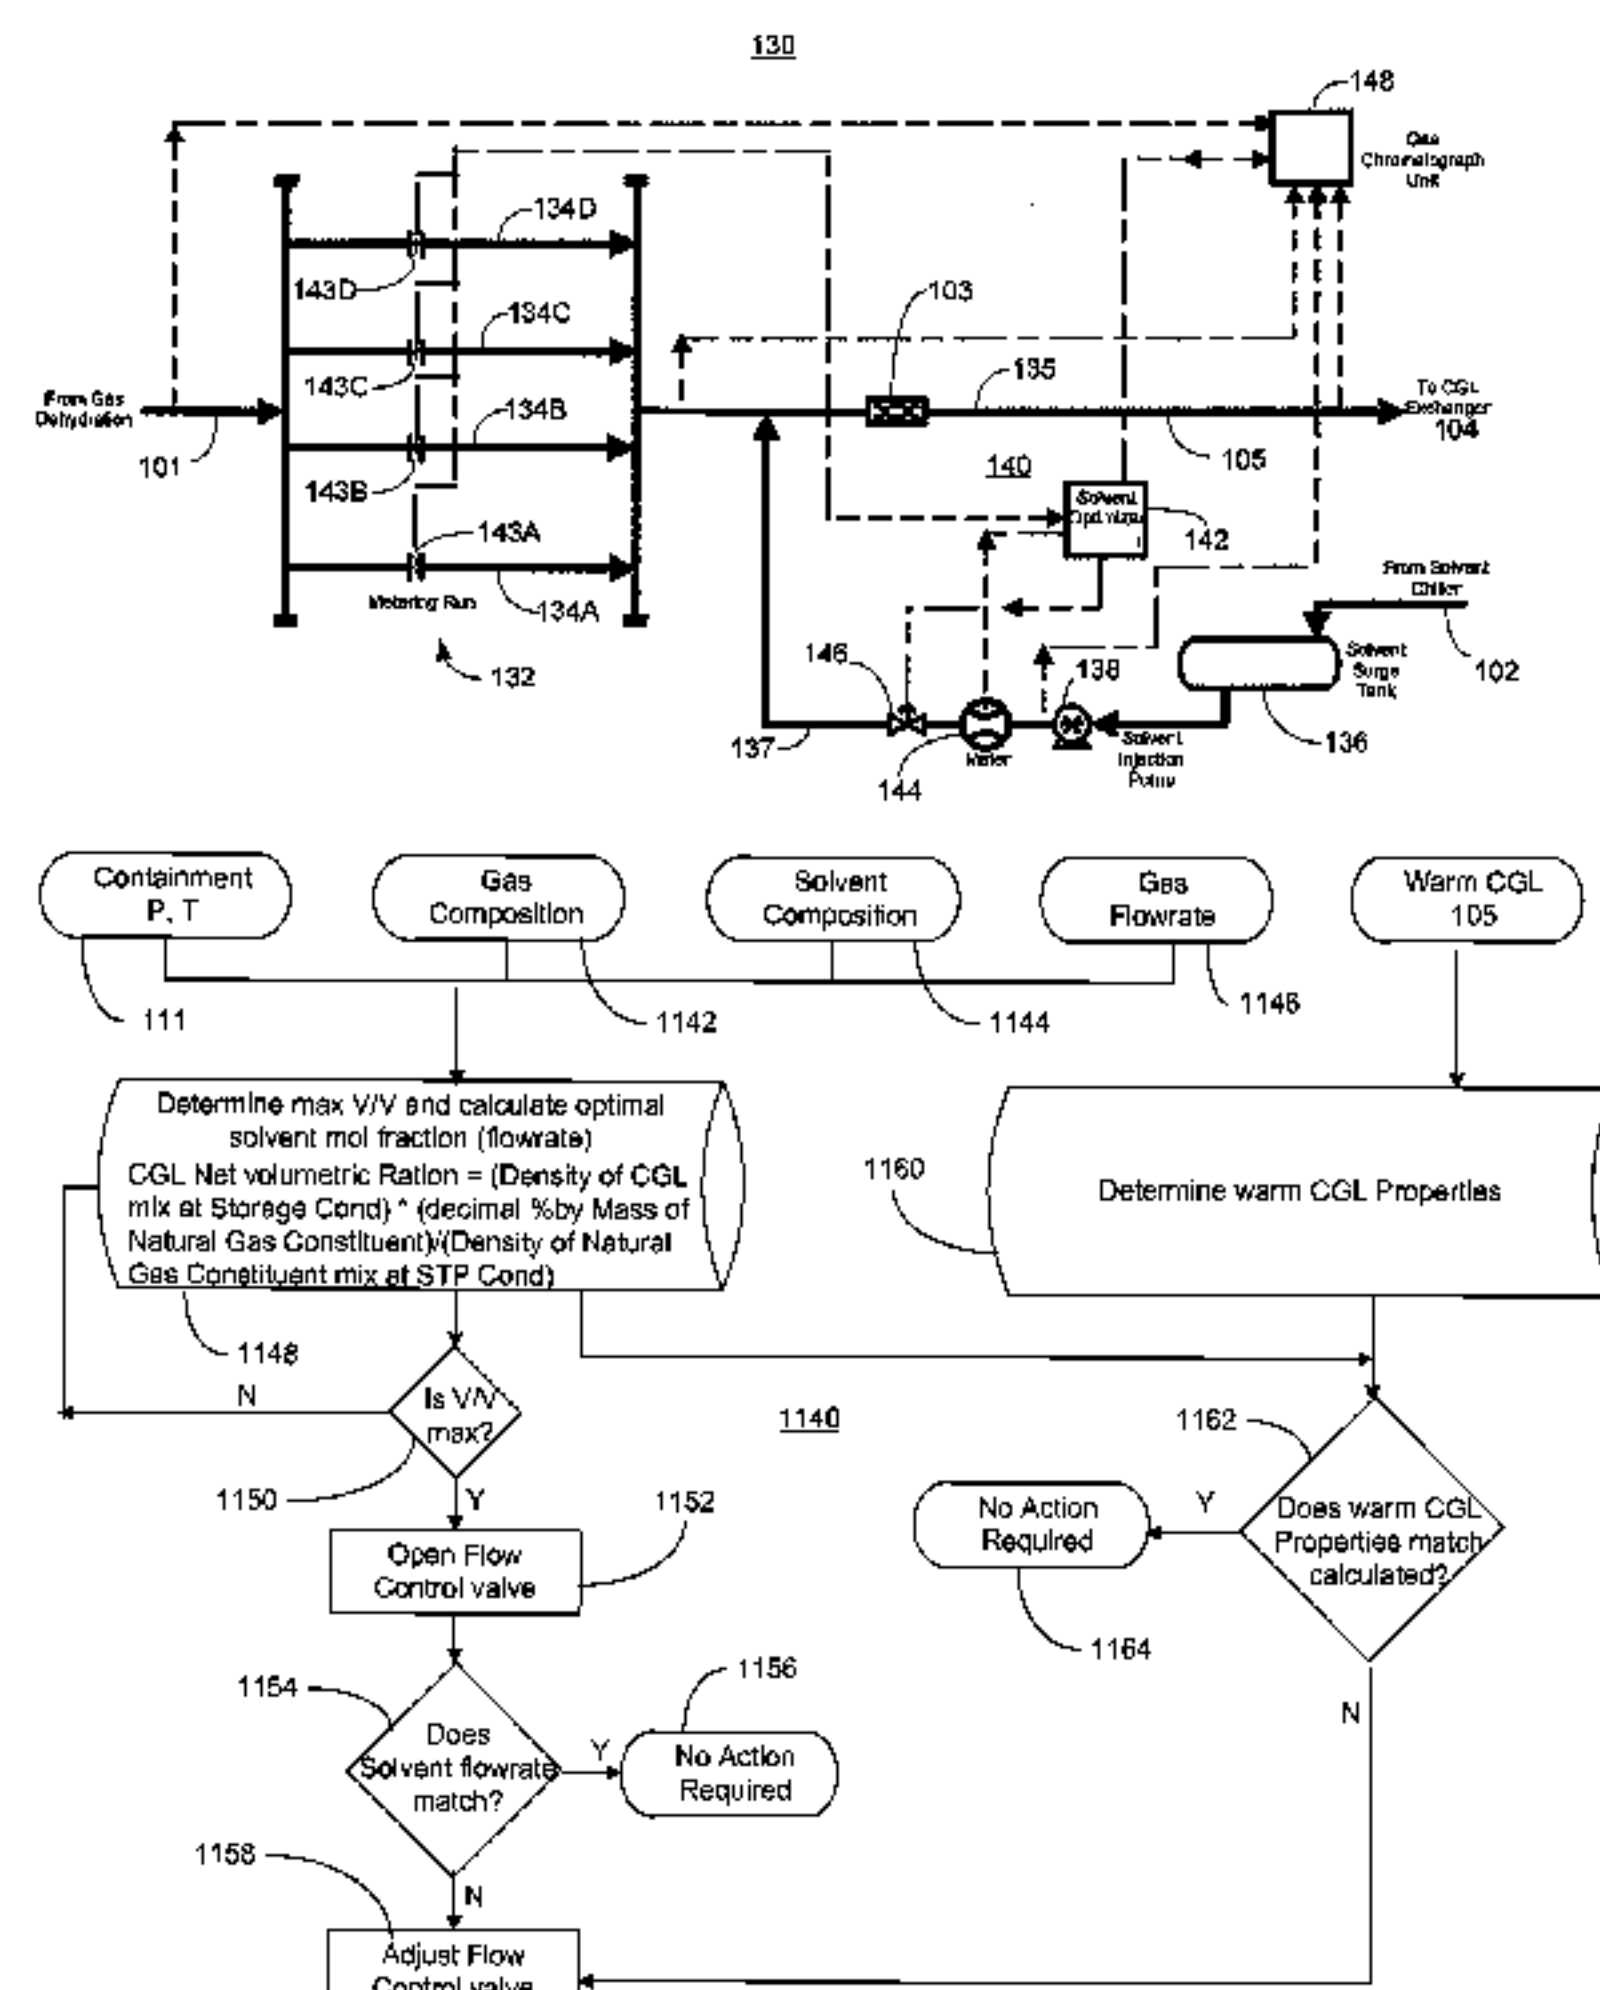 130
148
Gas
Chromatograph
Unit
134D
143D
134C
103
143C
135
From Gas
Dehydration
134B
To CGL
Exchanger
104
101
105
143B
140
Solvent
Optimizer
143A
142
Metering Run
134A
From Solvent
Chiller
132
146
138
Solvent
Surge
Tank
102
137
Meter
144
Solvent
Injection
Pump
136
Containment
P, T
Gas
Composition
Solvent
Composition
Gas
Flowrate
Warm CGL
105
111
1142
1144
1146
Determine max V/V and calculate optimal
solvent mol fraction (flowrate)
CGL Net volumetric Ration = (Density of CGL
mix at Storage Cond) * (decimal %by Mass of
Natural Gas Constituent)/(Density of Natural
Gas Constituent mix at STP Cond)
1160
Determine warm CGL Properties
1148
N
Is V/V
max?
1140
1162
1150
Y
1152
No Action
Required
Y
Does warm CGL
Properties match
calculated?
Open Flow
Control valve
1164
1154
1156
N
Does
Solvent flowrate
match?
Y
No Action
Required
1158
N
Adjust Flow
Control valve